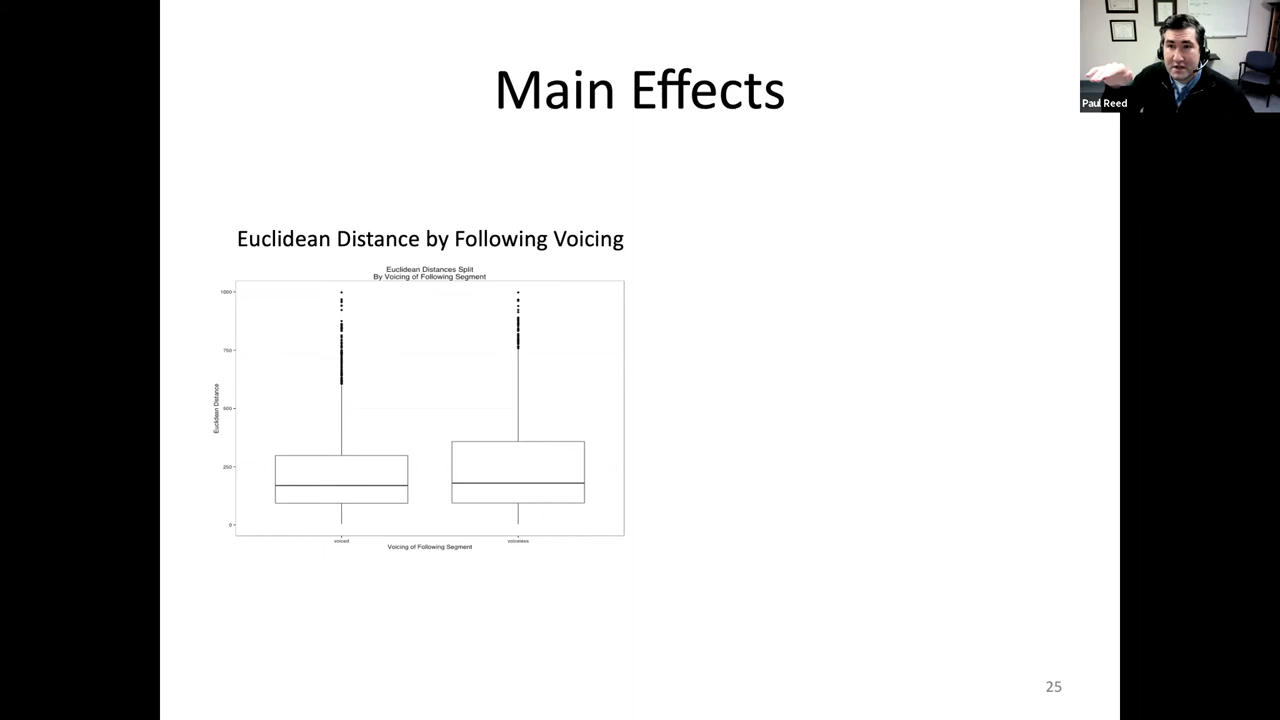 Main Effects
Paul Reed
Euclidean Distance by Following Voicing
Euclidean Distances Split
By Voicing of Following Segment
1000
750
500
250
0
Euclidean Distance
voiced
voiceless
Voicing of Following Segment
25